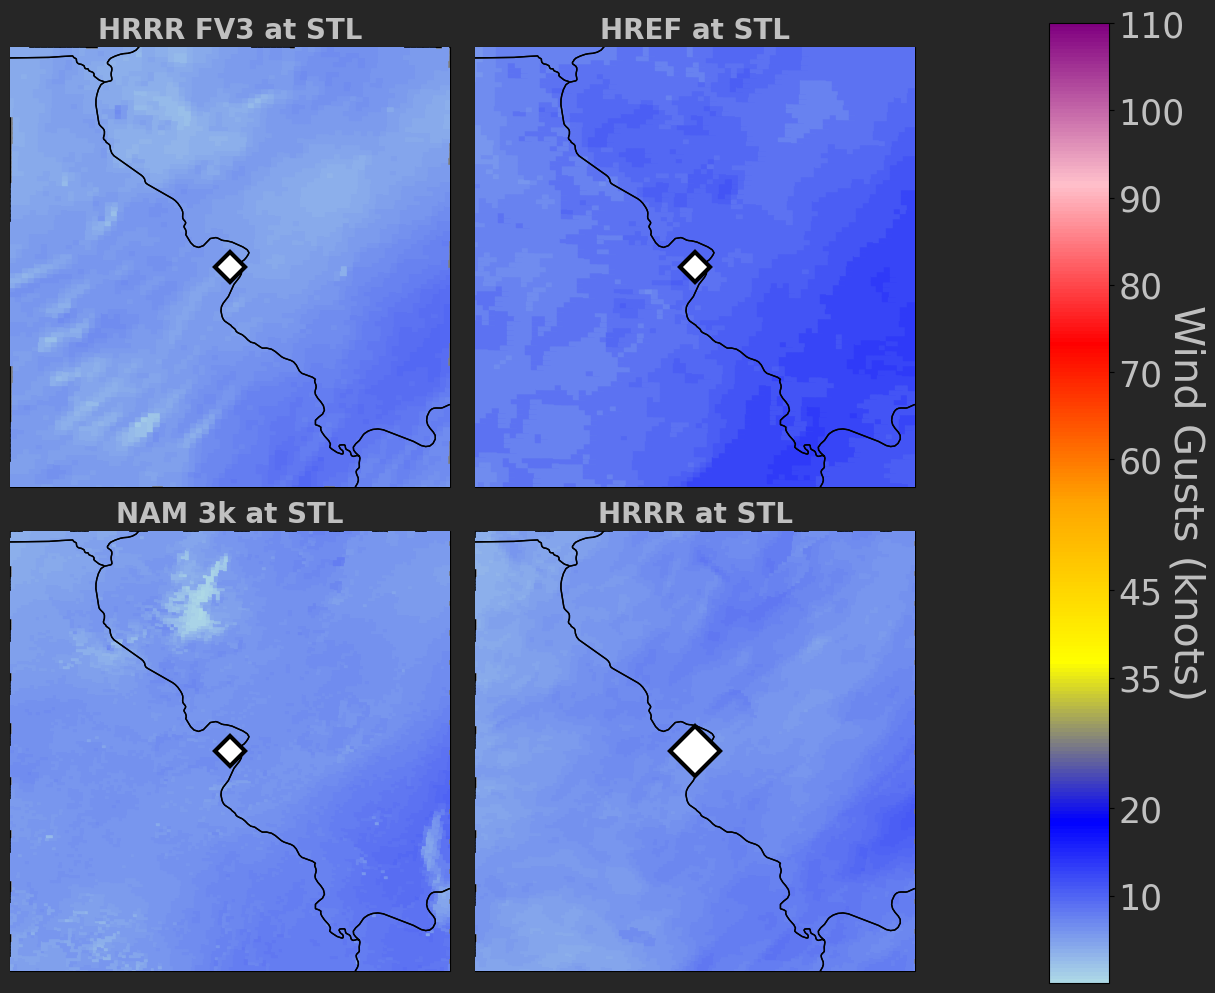 HRRR FV3 at STL
HREF at STL
NAM 3k at STL
HRRR at STL
110
100
90
80
70
60
45
35
20
10
Wind Gusts (knots)